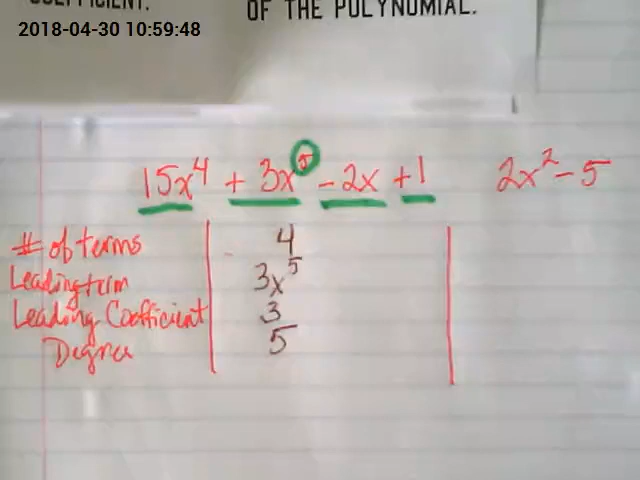 COEFFICIENT.
OF THE POLYNOMIAL.
2018-04-30 10:59:48
15x⁴ + 3x⁵ - 2x + 1 2x² - 5
# of terms 4
Leading term 3x⁵
Leading Coefficient 3
Degree 5